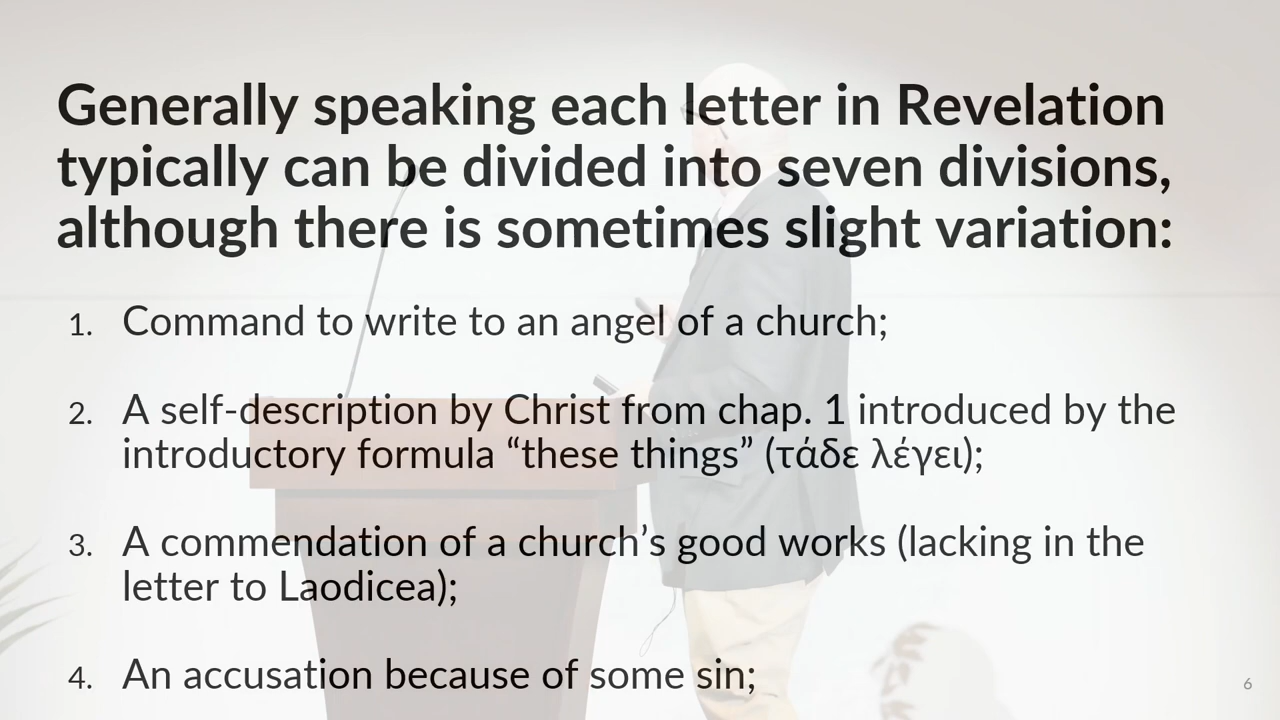 Generally speaking each letter in Revelation
typically can be divided into seven divisions,
although there is sometimes slight variation:
1. Command to write to an angel of a church;
2. A self-description by Christ from chap. 1 introduced by the
introductory formula “these things” (τάδε λέγει);
3. A commendation of a church’s good works (lacking in the
letter to Laodicea);
4. An accusation because of some sin;
6